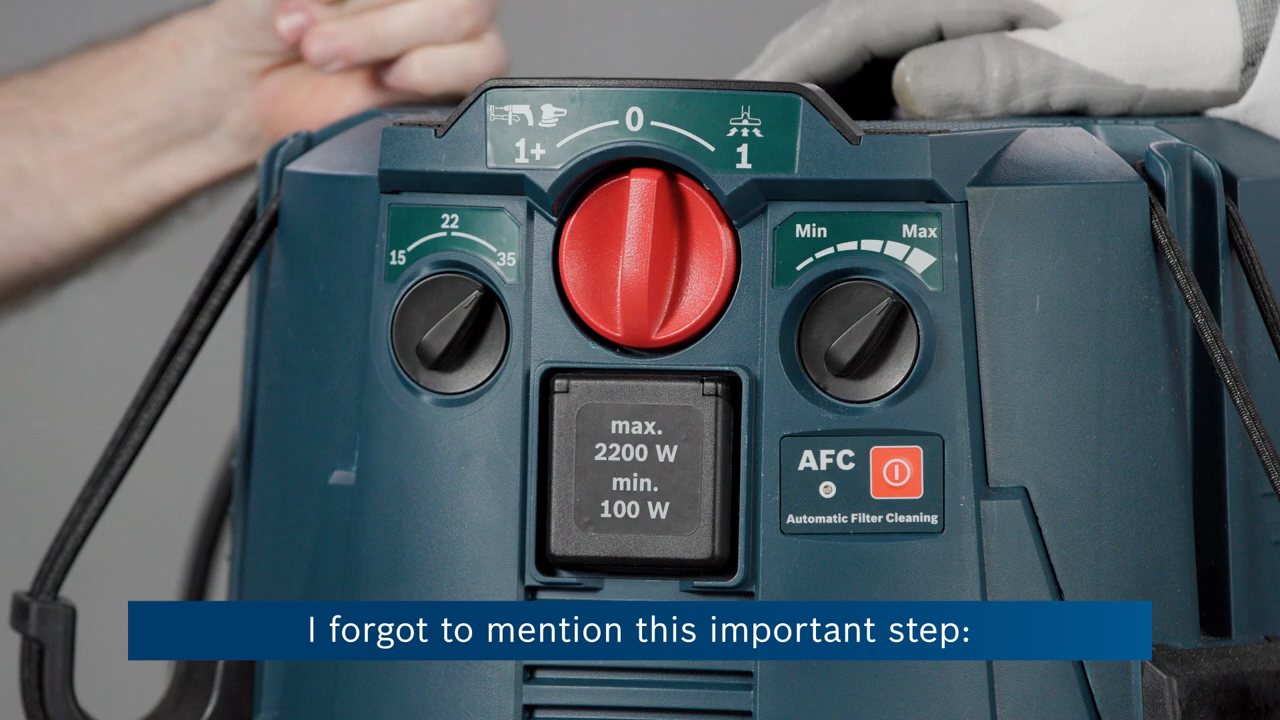 0
1+
1
22
15
35
Min
Max
max.
2200 W
min.
100 W
AFC
Automatic Filter Cleaning
I forgot to mention this important step: